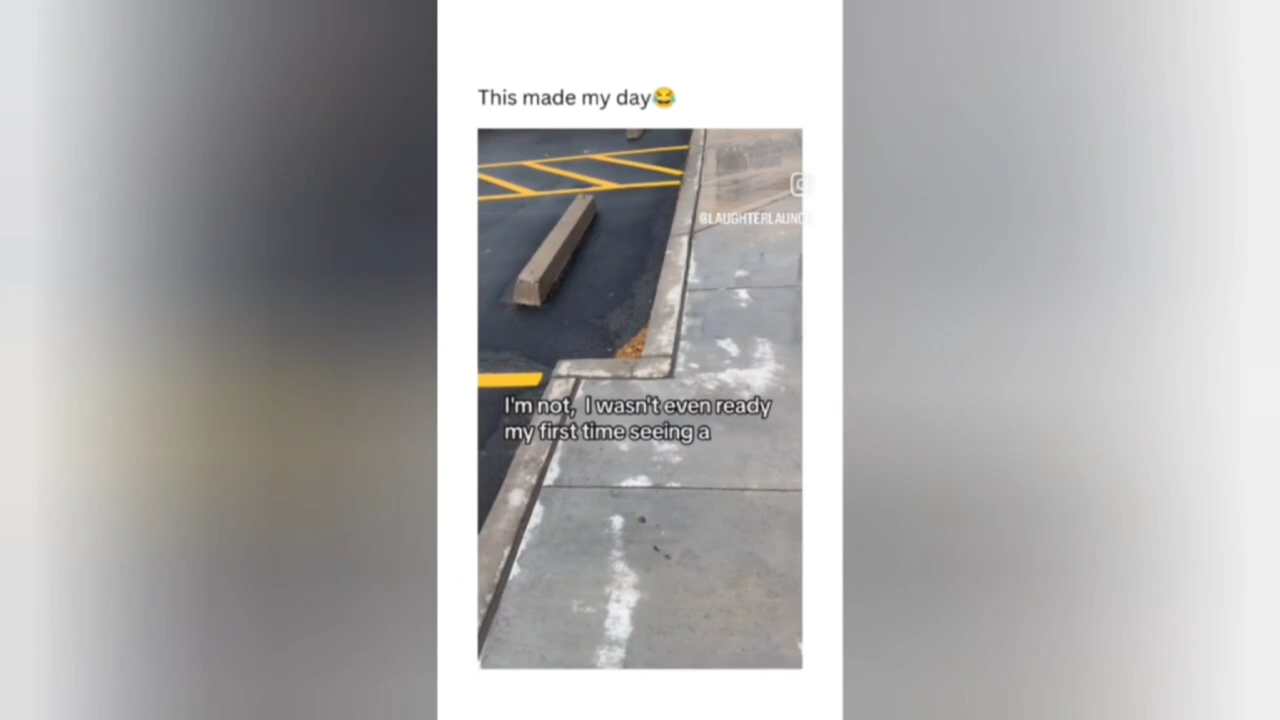 This made my day😂
@LAUGHTERLAUNC
I'm not, I wasn't even ready
my first time seeing a